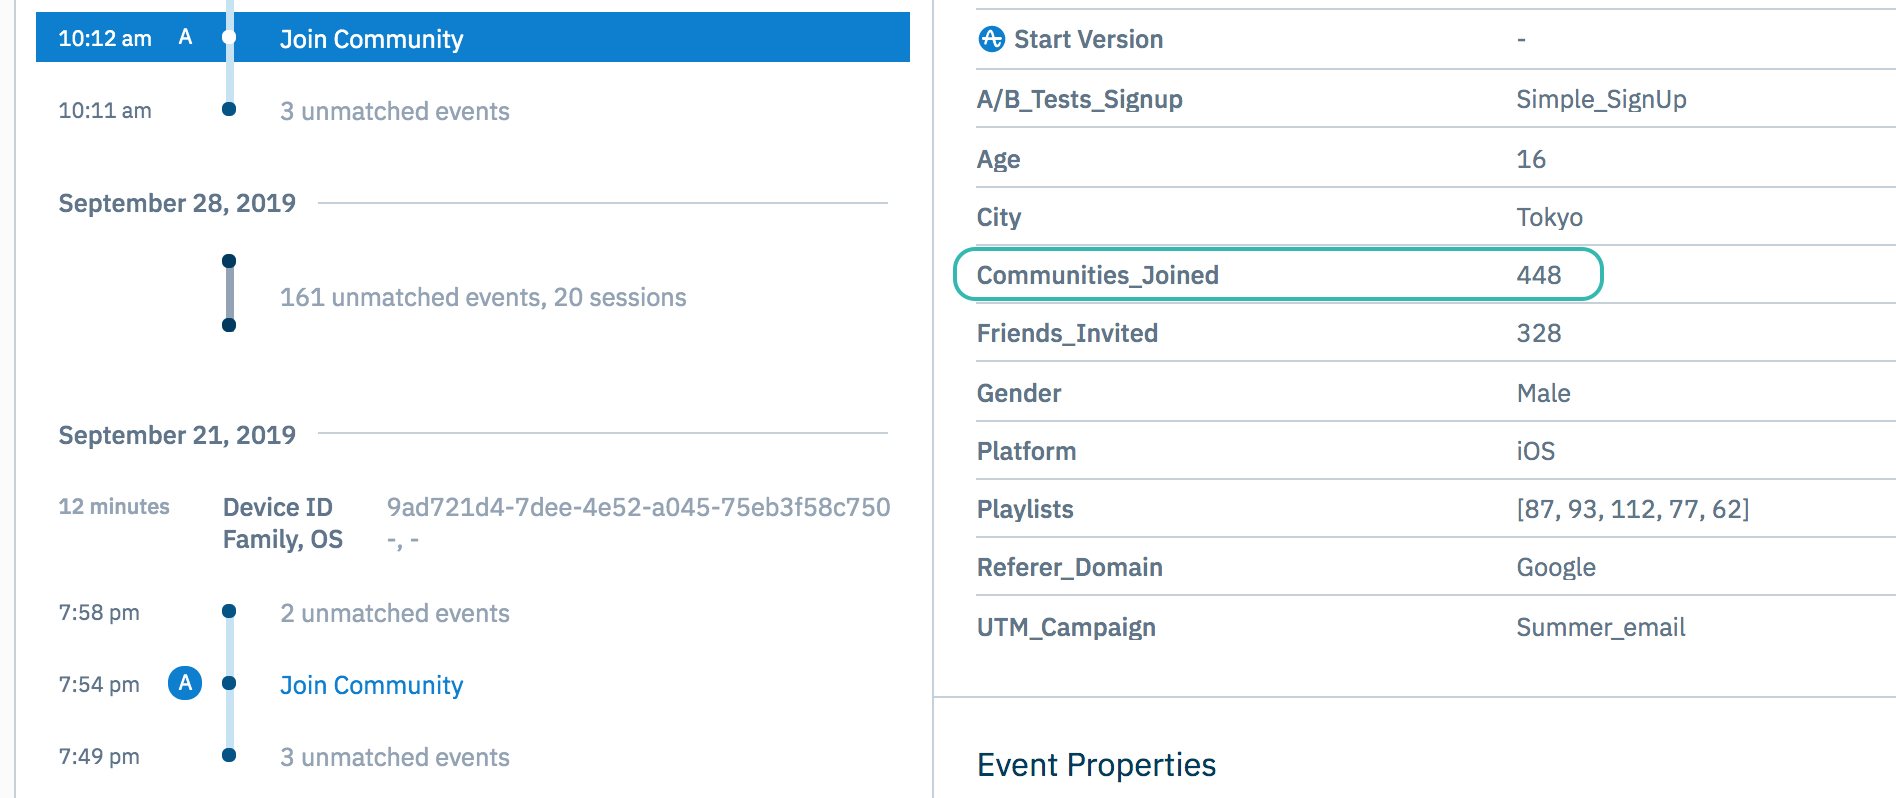 10:12 am A Join Community
10:11 am 3 unmatched events
September 28, 2019
161 unmatched events, 20 sessions
September 21, 2019
12 minutes Device ID 9ad721d4-7dee-4e52-a045-75eb3f58c750
Family, OS -, -
7:58 pm 2 unmatched events
7:54 pm A Join Community
7:49 pm 3 unmatched events
Start Version -
A/B_Tests_Signup Simple_SignUp
Age 16
City Tokyo
Communities_Joined 448
Friends_Invited 328
Gender Male
Platform iOS
Playlists [87, 93, 112, 77, 62]
Referer_Domain Google
UTM_Campaign Summer_email
Event Properties